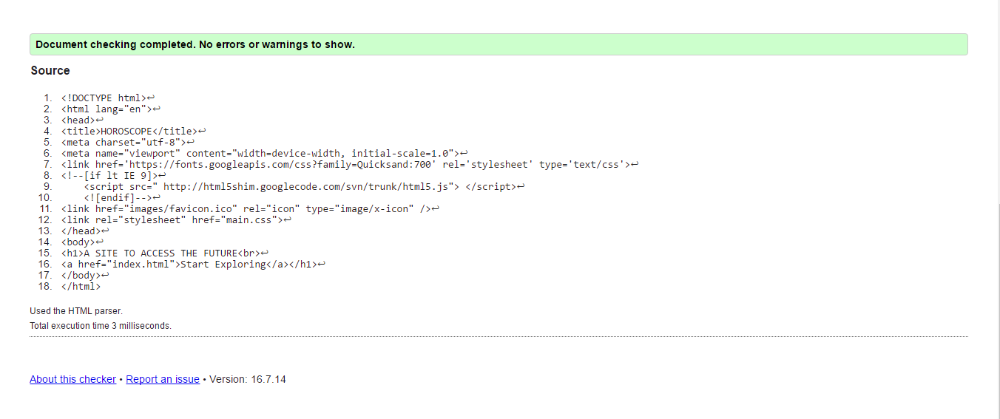 Document checking completed. No errors or warnings to show.
Source
1. <!DOCTYPE html>↩
2. <html lang="en">↩
3. <head>↩
4. <title>HOROSCOPE</title>↩
5. <meta charset="utf-8">↩
6. <meta name="viewport" content="width=device-width, initial-scale=1.0">↩
7. <link href='https://fonts.googleapis.com/css?family=Quicksand:700' rel='stylesheet' type='text/css'>↩
8. <!--[if lt IE 9]>↩
9.     <script src=" http://html5shim.googlecode.com/svn/trunk/html5.js"> </script>↩
10.     <![endif]-->↩
11. <link href="images/favicon.ico" rel="icon" type="image/x-icon" />↩
12. <link rel="stylesheet" href="main.css">↩
13. </head>↩
14. <body>↩
15. <h1>A SITE TO ACCESS THE FUTURE<br>↩
16. <a href="index.html">Start Exploring</a></h1>↩
17. </body>↩
18. </html>
Used the HTML parser.
Total execution time 3 milliseconds.
About this checker • Report an issue • Version: 16.7.14